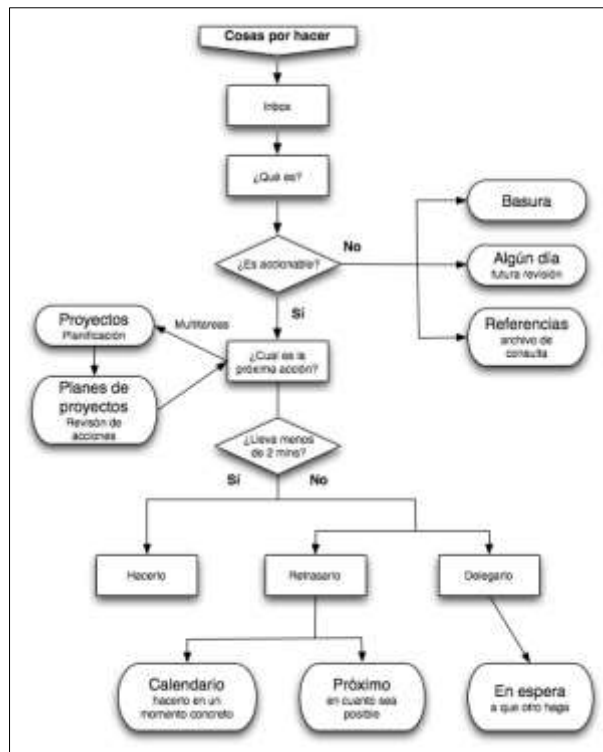 Cosas por hacer
Inbox
¿Qué es?
¿Es accionable?
No
Basura
Algún día
futura revisión
Referencias
archivo de
consulta
Sí
Multitareas
Proyectos
Planificación
Planes de
proyectos
Revisón de
acciones
¿Cual es la
próxima acción?
¿Lleva menos
de 2 mins?
Sí
No
Hacerlo
Retrasarlo
Delegarlo
Calendario
hacerlo en un
momento concreto
Próximo
en cuanto sea
posible
En espera
a que otro haga